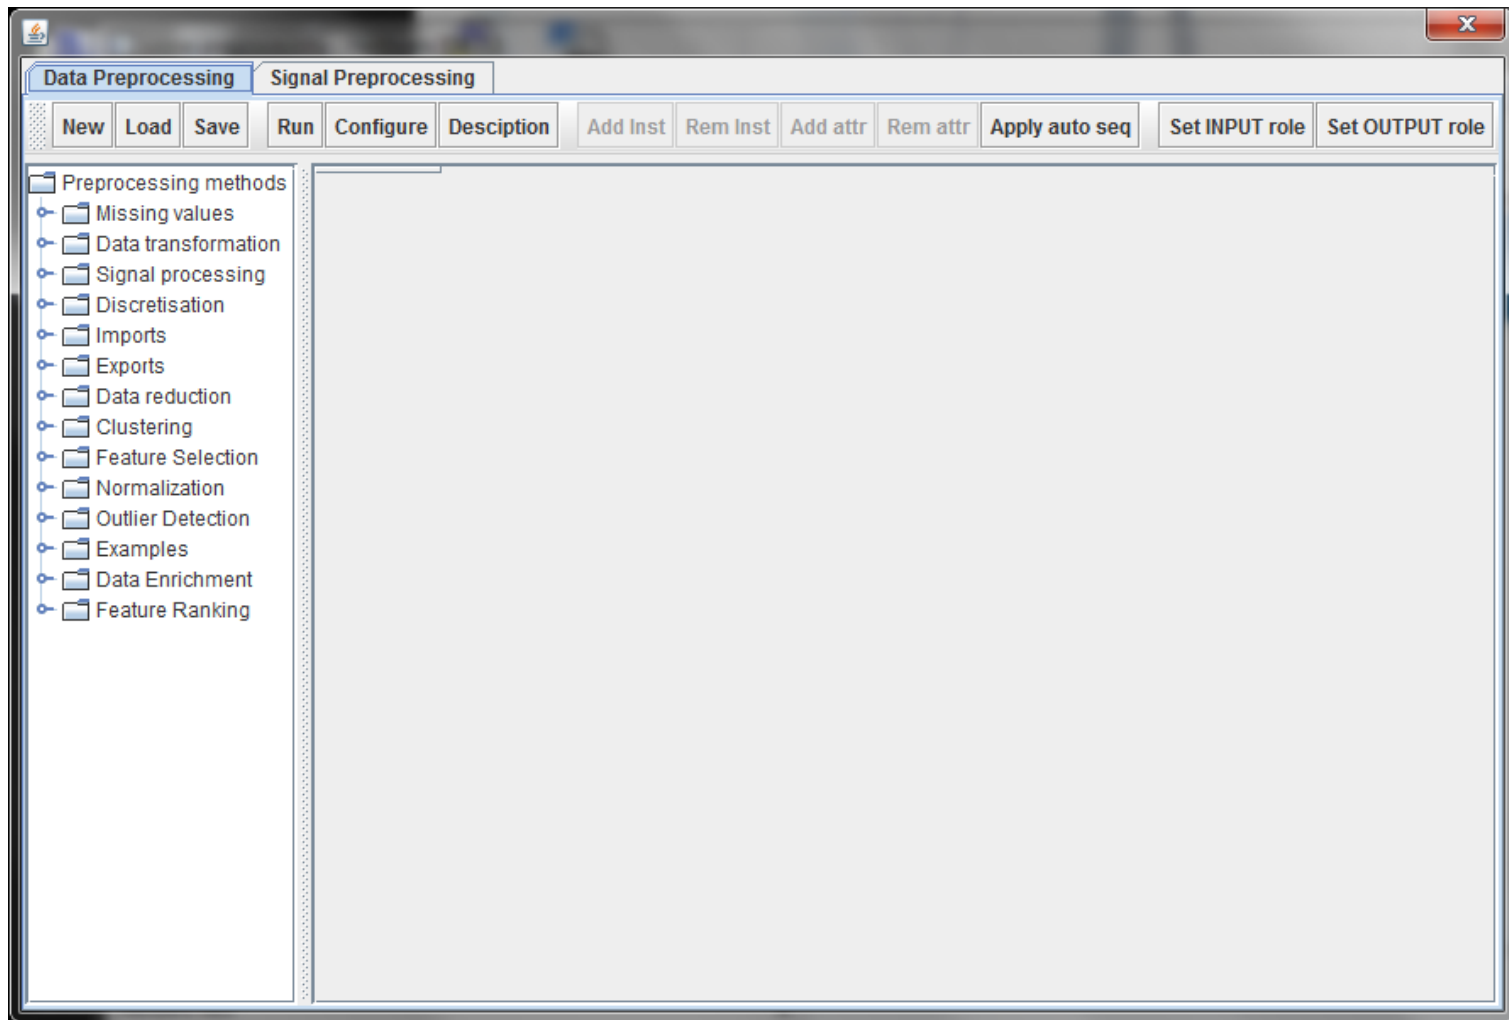 Data Preprocessing Signal Preprocessing
New Load Save Run Configure Desciption Add Inst Rem Inst Add attr Rem attr Apply auto seq Set INPUT role Set OUTPUT role
Preprocessing methods
Missing values
Data transformation
Signal processing
Discretisation
Imports
Exports
Data reduction
Clustering
Feature Selection
Normalization
Outlier Detection
Examples
Data Enrichment
Feature Ranking